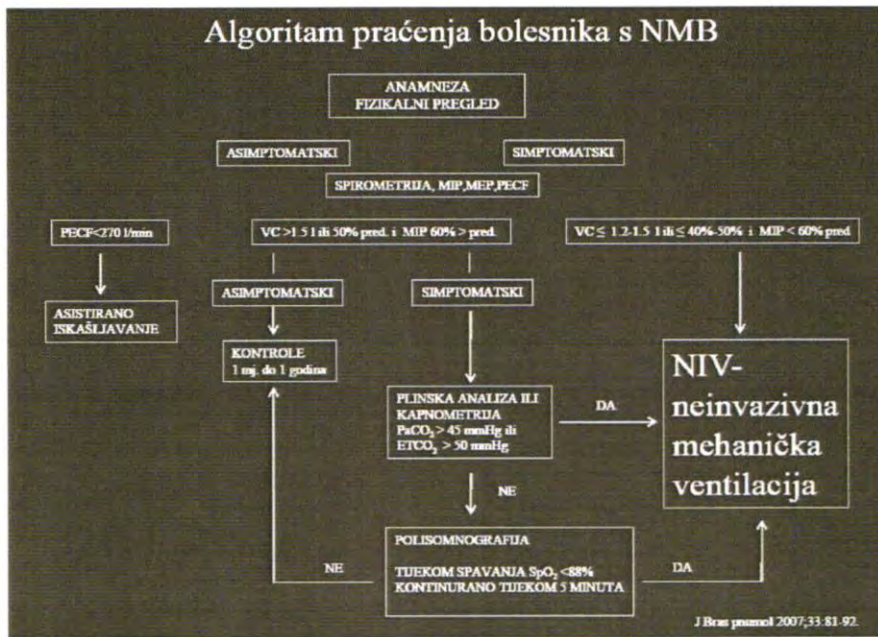 Algoritam praćenja bolesnika s NMB
ANAMNEZA
FIZIKALNI PREGLED
ASIMPTOMATSKI
SIMPTOMATSKI
SPIROMETRIJA, MIP,MEP,PECF
PECF<270 l/min
VC >1.5 l ili 50% pred. i MIP 60% > pred.
VC ≤ 1.2-1.5 l ili ≤ 40%-50% i MIP < 60% pred
ASISTIRANO
ISKAŠLJAVANJE
ASIMPTOMATSKI
SIMPTOMATSKI
KONTROLE
1 mj. do 1 godina
PLINSKA ANALIZA ILI
KAPNOMETRIJA
PaCO₂ > 45 mmHg ili
ETCO₂ > 50 mmHg
DA
NIV-
neinvazivna
mehanička
ventilacija
NE
POLISOMNOGRAFIJA
TIJEKOM SPAVANJA SpO₂ <88%
KONTINURANO TIJEKOM 5 MINUTA
NE
DA
J Bras pneumol 2007;33:81-92.